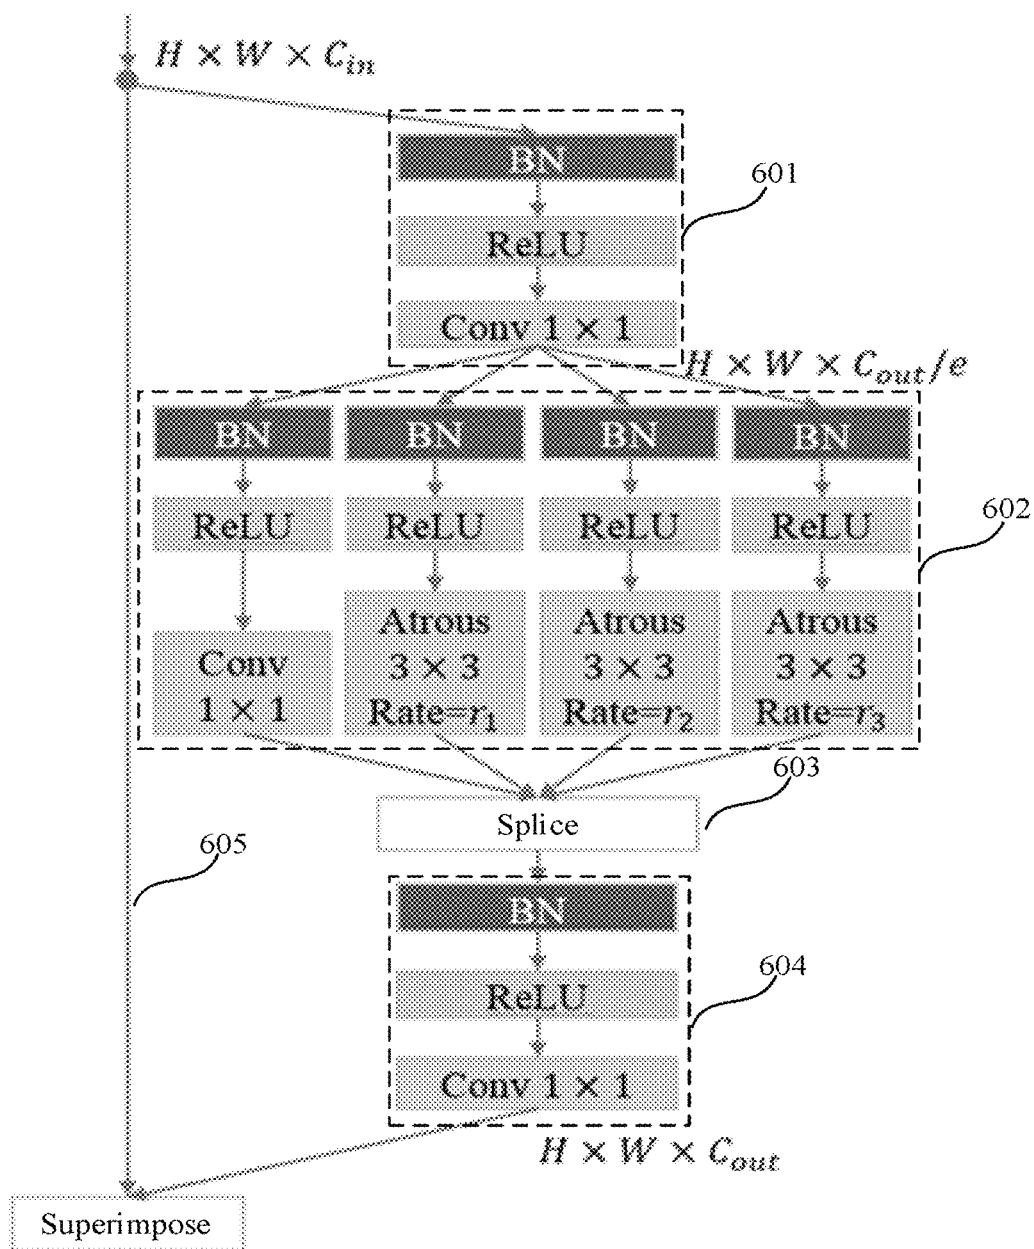 H × W × C_in
BN
601
ReLU
Conv 1 × 1
H × W × C_out/e
BN BN BN BN
ReLU ReLU ReLU ReLU
602
Conv
1 × 1
Atrous
3 × 3
Rate=r_1
Atrous
3 × 3
Rate=r_2
Atrous
3 × 3
Rate=r_3
603
Splice
605
BN
604
ReLU
Conv 1 × 1
H × W × C_out
Superimpose